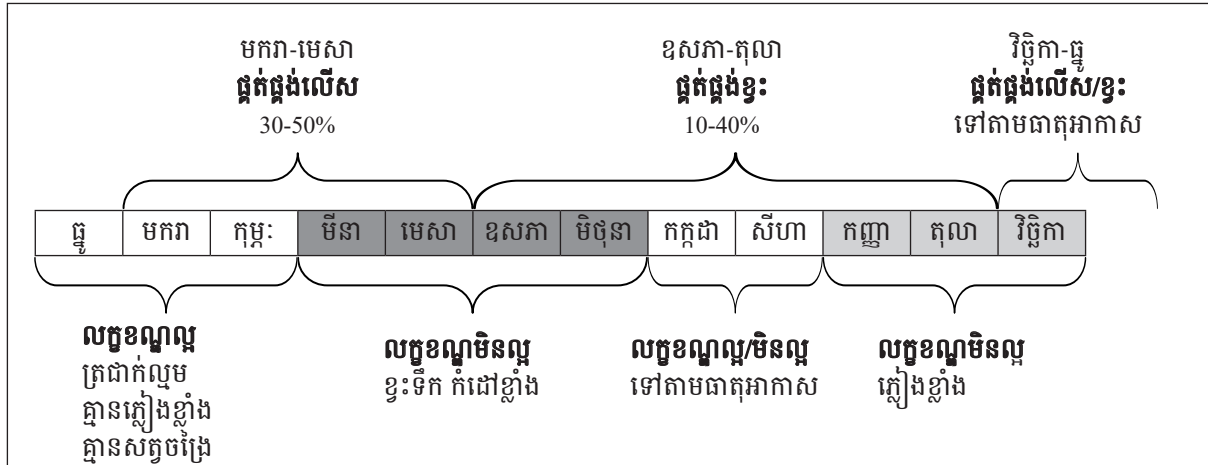 មករា-មេសា
ផ្គត់ផ្គង់លើស
30-50%
ឧសភា-តុលា
ផ្គត់ផ្គង់ខ្វះ
10-40%
វិច្ឆិកា-ធ្នូ
ផ្គត់ផ្គង់លើស/ខ្វះ
ទៅតាមធាតុអាកាស
ធ្នូ មករា កុម្ភៈ មីនា មេសា ឧសភា មិថុនា កក្កដា សីហា កញ្ញា តុលា វិច្ឆិកា
លក្ខខណ្ឌល្អ
ត្រជាក់ល្មម
គ្មានភ្លៀងខ្លាំង
គ្មានសត្វចង្រៃ
លក្ខខណ្ឌមិនល្អ
ខ្វះទឹក កំដៅខ្លាំង
លក្ខខណ្ឌល្អ/មិនល្អ
ទៅតាមធាតុអាកាស
លក្ខខណ្ឌមិនល្អ
ភ្លៀងខ្លាំង